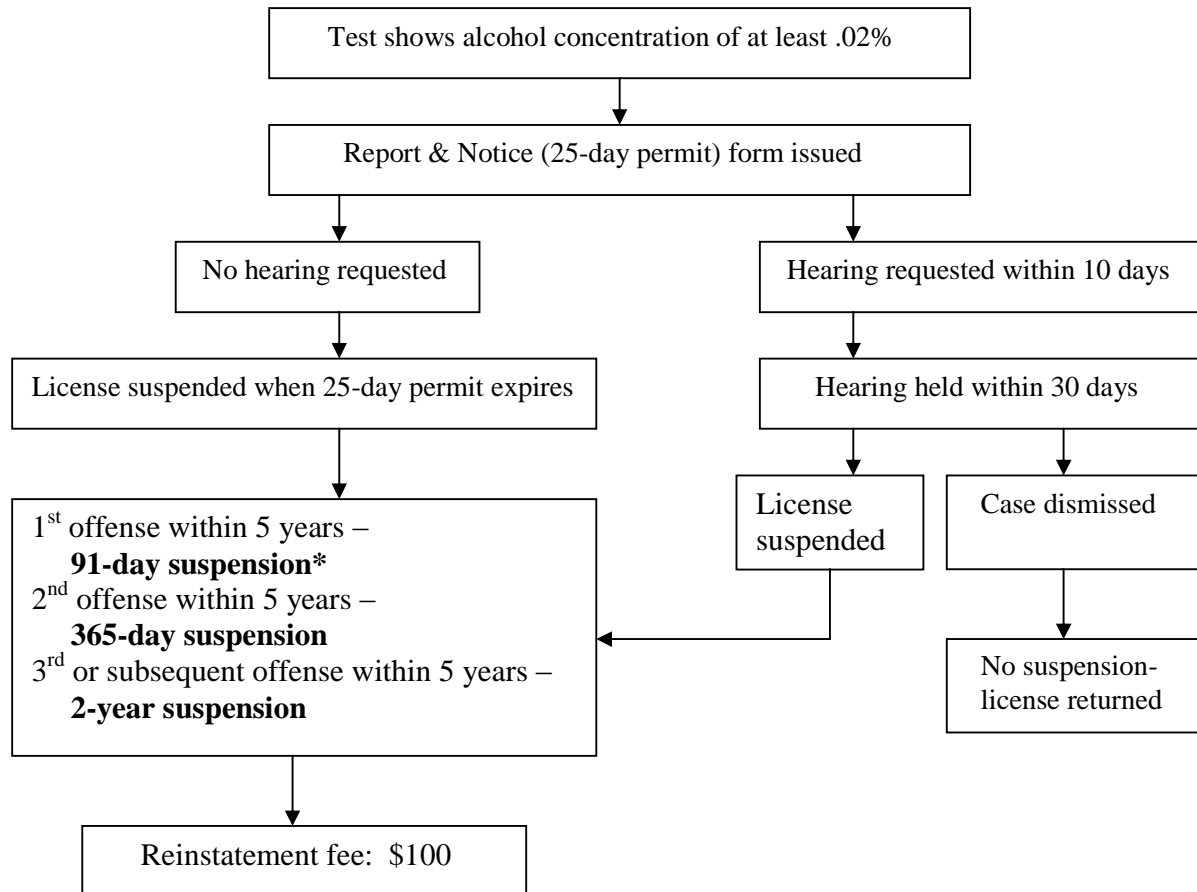 Test shows alcohol concentration of at least .02%
Report & Notice (25-day permit) form issued
No hearing requested
Hearing requested within 10 days
License suspended when 25-day permit expires
Hearing held within 30 days
1st offense within 5 years –
91-day suspension*
2nd offense within 5 years –
365-day suspension
3rd or subsequent offense within 5 years –
2-year suspension
License
suspended
Case dismissed
No suspension-
license returned
Reinstatement fee: $100